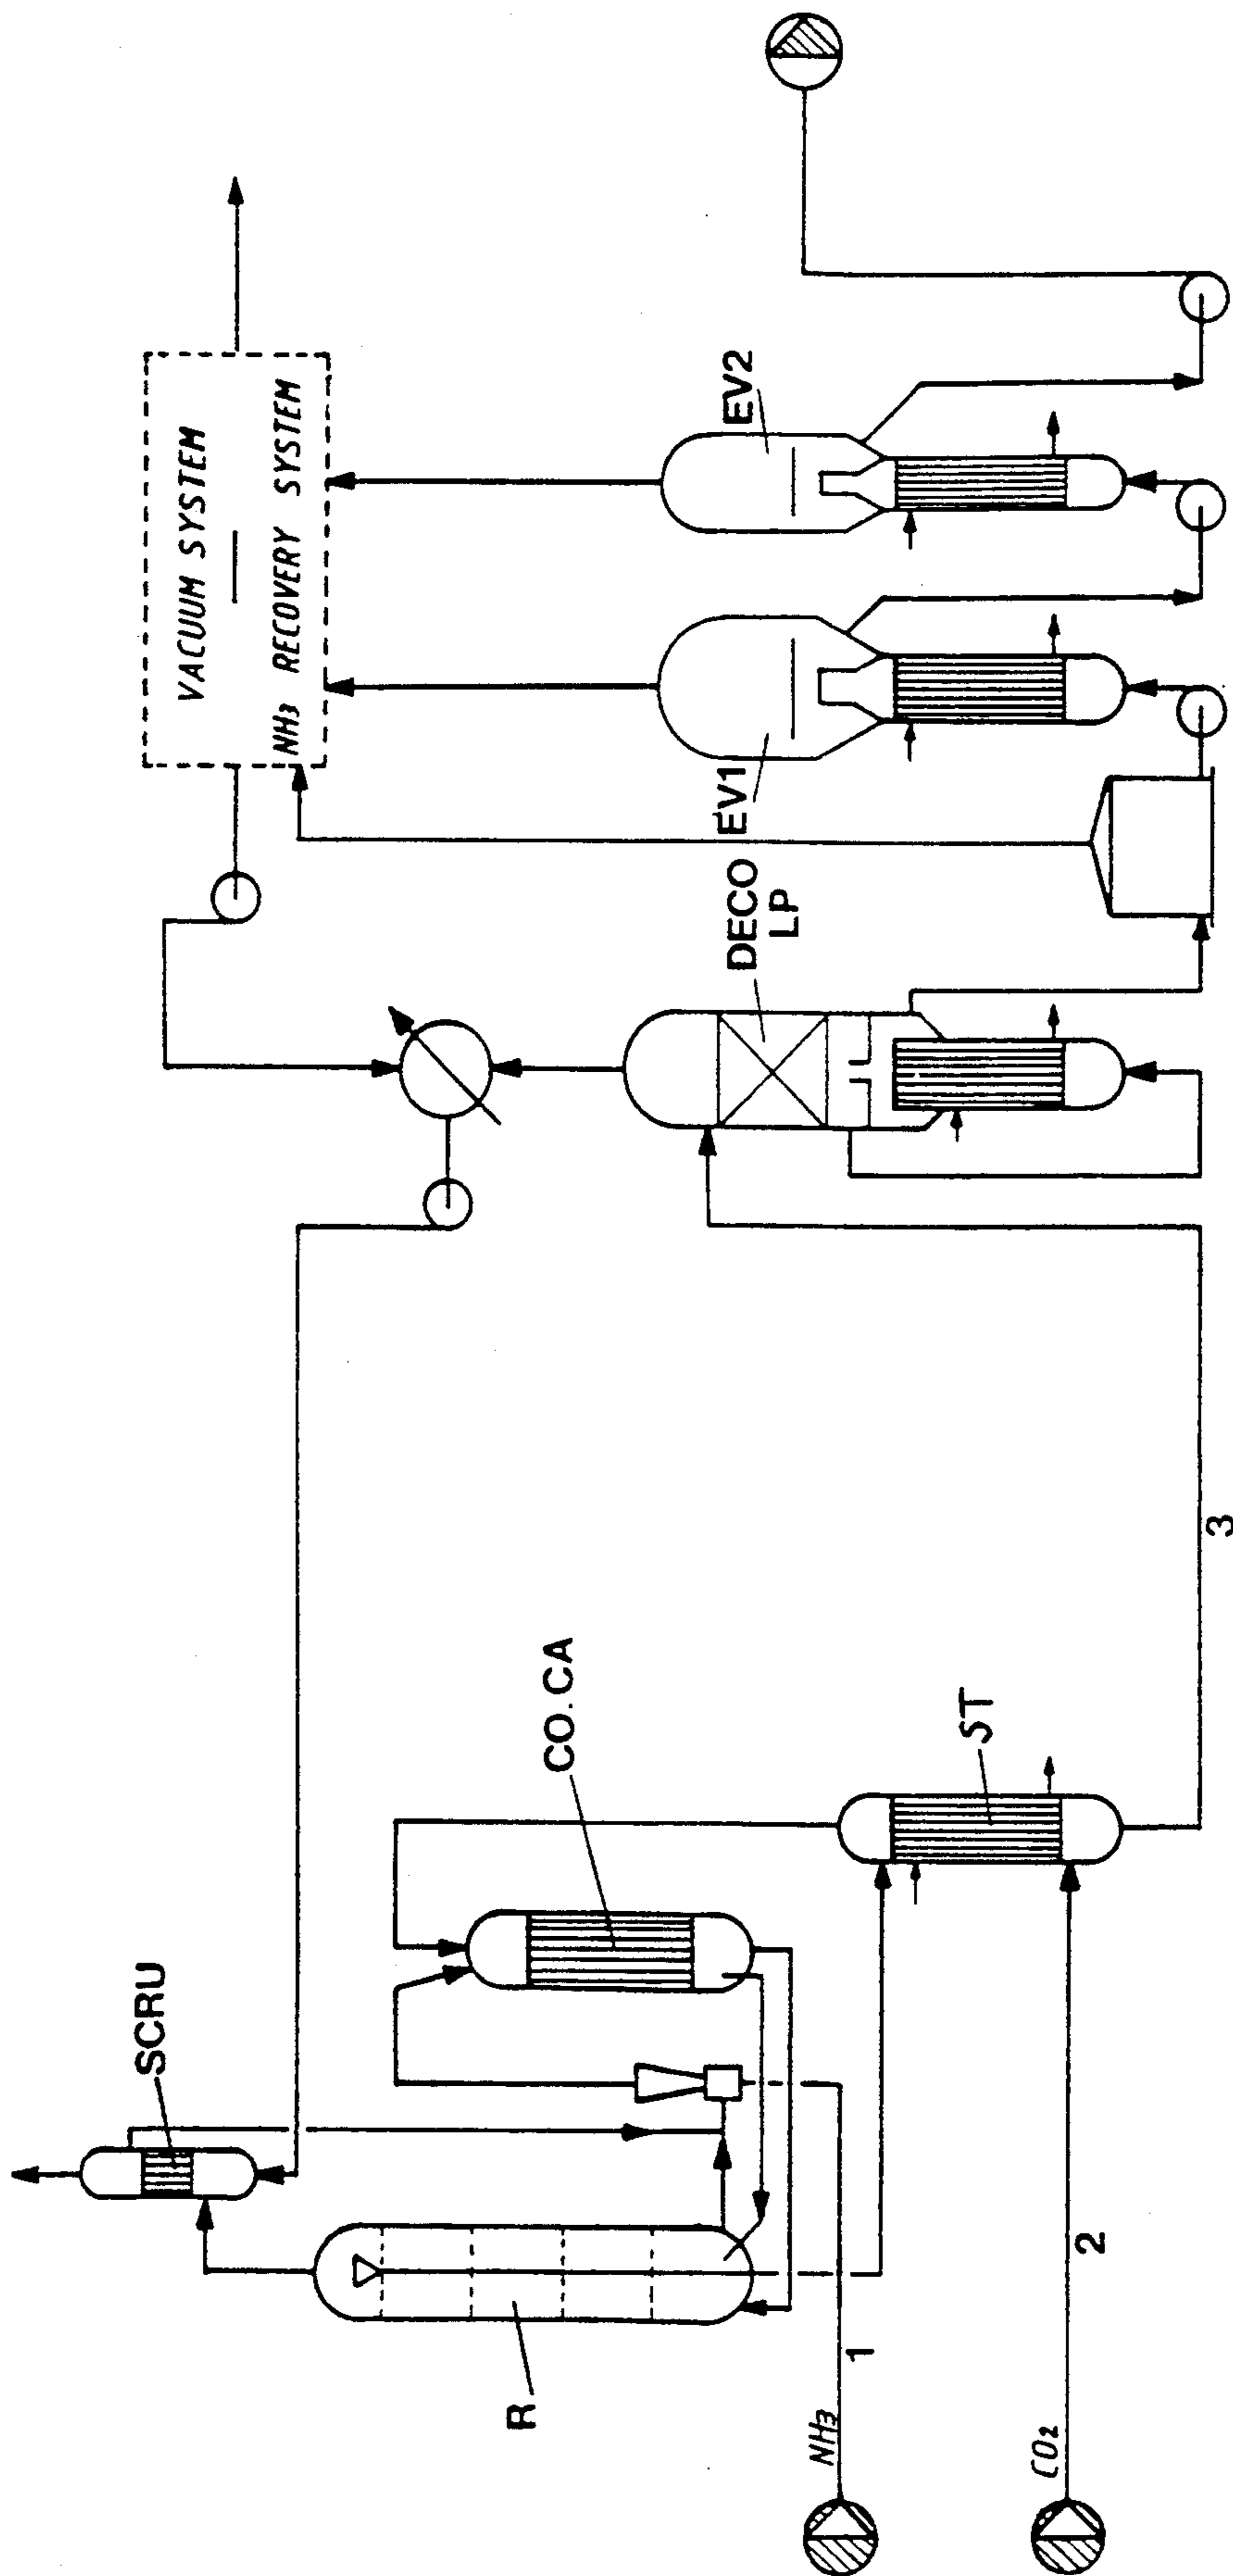 VACUUM SYSTEM
—
NH₃ RECOVERY SYSTEM
SCRU
CO.CA
R
NH₃
1
CO₂
2
ST
3
DECO
LP
EV1
EV2